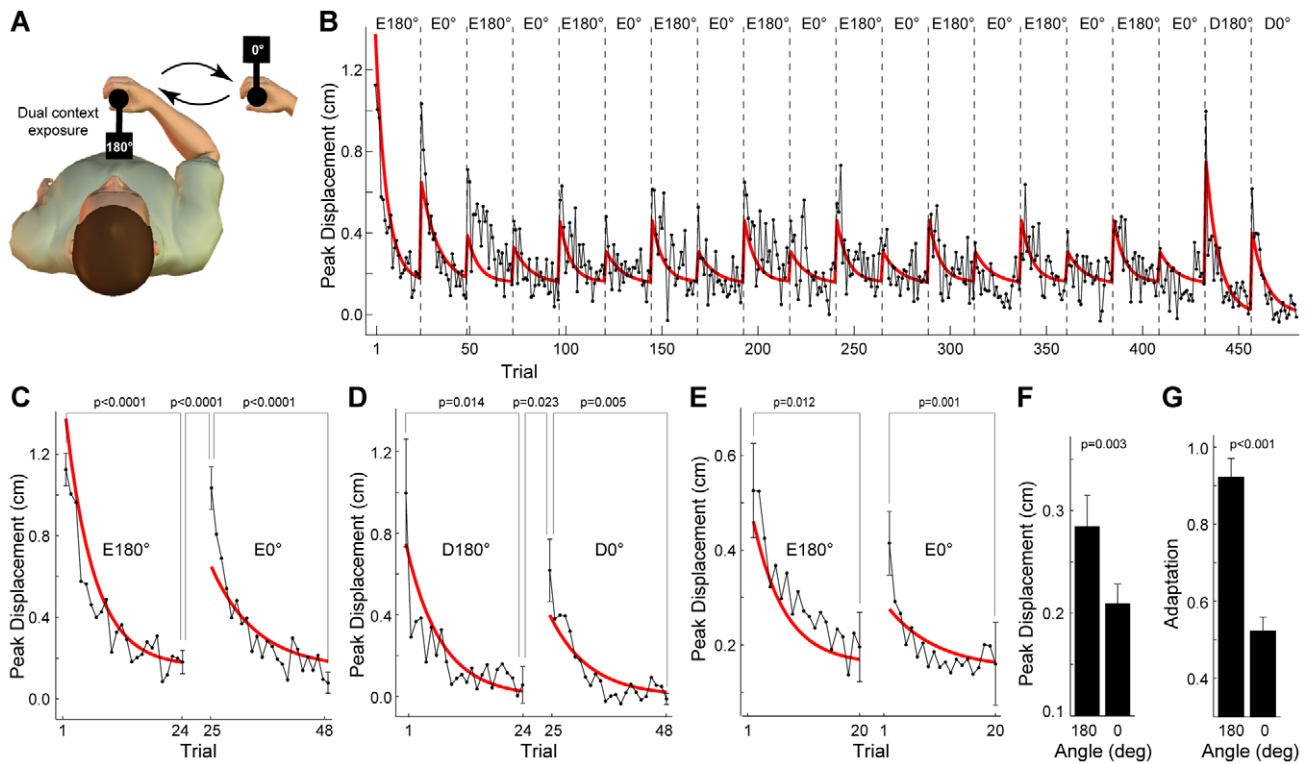 A
0°
Dual context
exposure
180°
B
E180° E0° E180° E0° E180° E0° E180° E0° E180° E0° E180° E0° E180° E0° E180° E0° E180° E0° D180° D0°
Peak Displacement (cm)
1.2
0.8
0.4
0.0
1 50 100 150 200 250 300 350 400 450
Trial
C
p<0.0001 p<0.0001 p<0.0001
Peak Displacement (cm)
1.2
0.8
0.4
0.0
E180° E0°
1 24 25 48
Trial
D
p=0.014 p=0.023 p=0.005
Peak Displacement (cm)
1.2
0.8
0.4
0.0
D180° D0°
1 24 25 48
Trial
E
p=0.012 p=0.001
Peak Displacement (cm)
0.6
0.4
0.2
E180° E0°
1 20 1 20
Trial
F
p=0.003
Peak Displacement (cm)
0.3
0.2
0.1
180 0
Angle (deg)
G
p<0.001
Adaptation
1.0
0.8
0.6
0.4
180 0
Angle (deg)